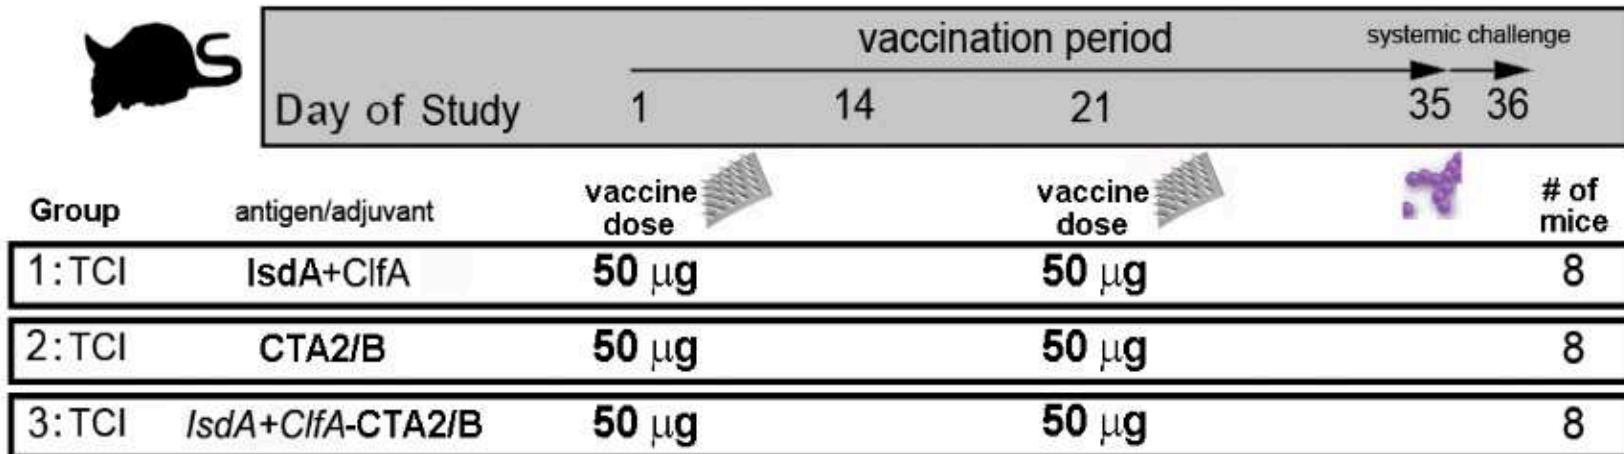 vaccination period systemic challenge
Day of Study 1 14 21 35 36
Group antigen/adjuvant vaccine dose vaccine dose # of mice
1:TCI IsdA+ClfA 50 µg 50 µg 8
2:TCI CTA2/B 50 µg 50 µg 8
3:TCI IsdA+ClfA-CTA2/B 50 µg 50 µg 8